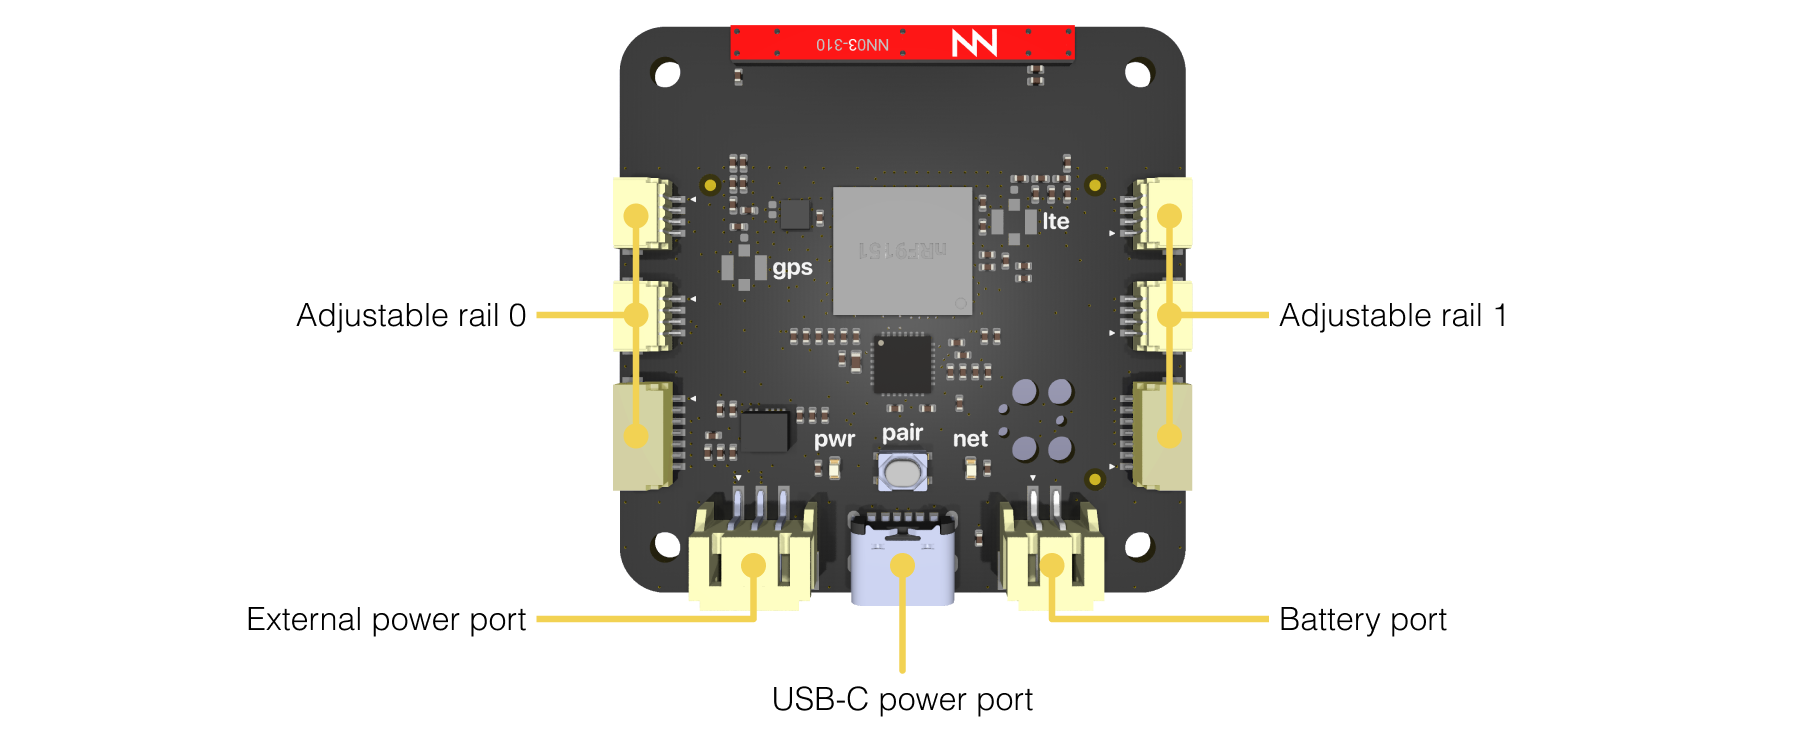 NN03-310
lte
gps
nRF9151
Adjustable rail 0
Adjustable rail 1
pwr
pair
net
External power port
Battery port
USB-C power port